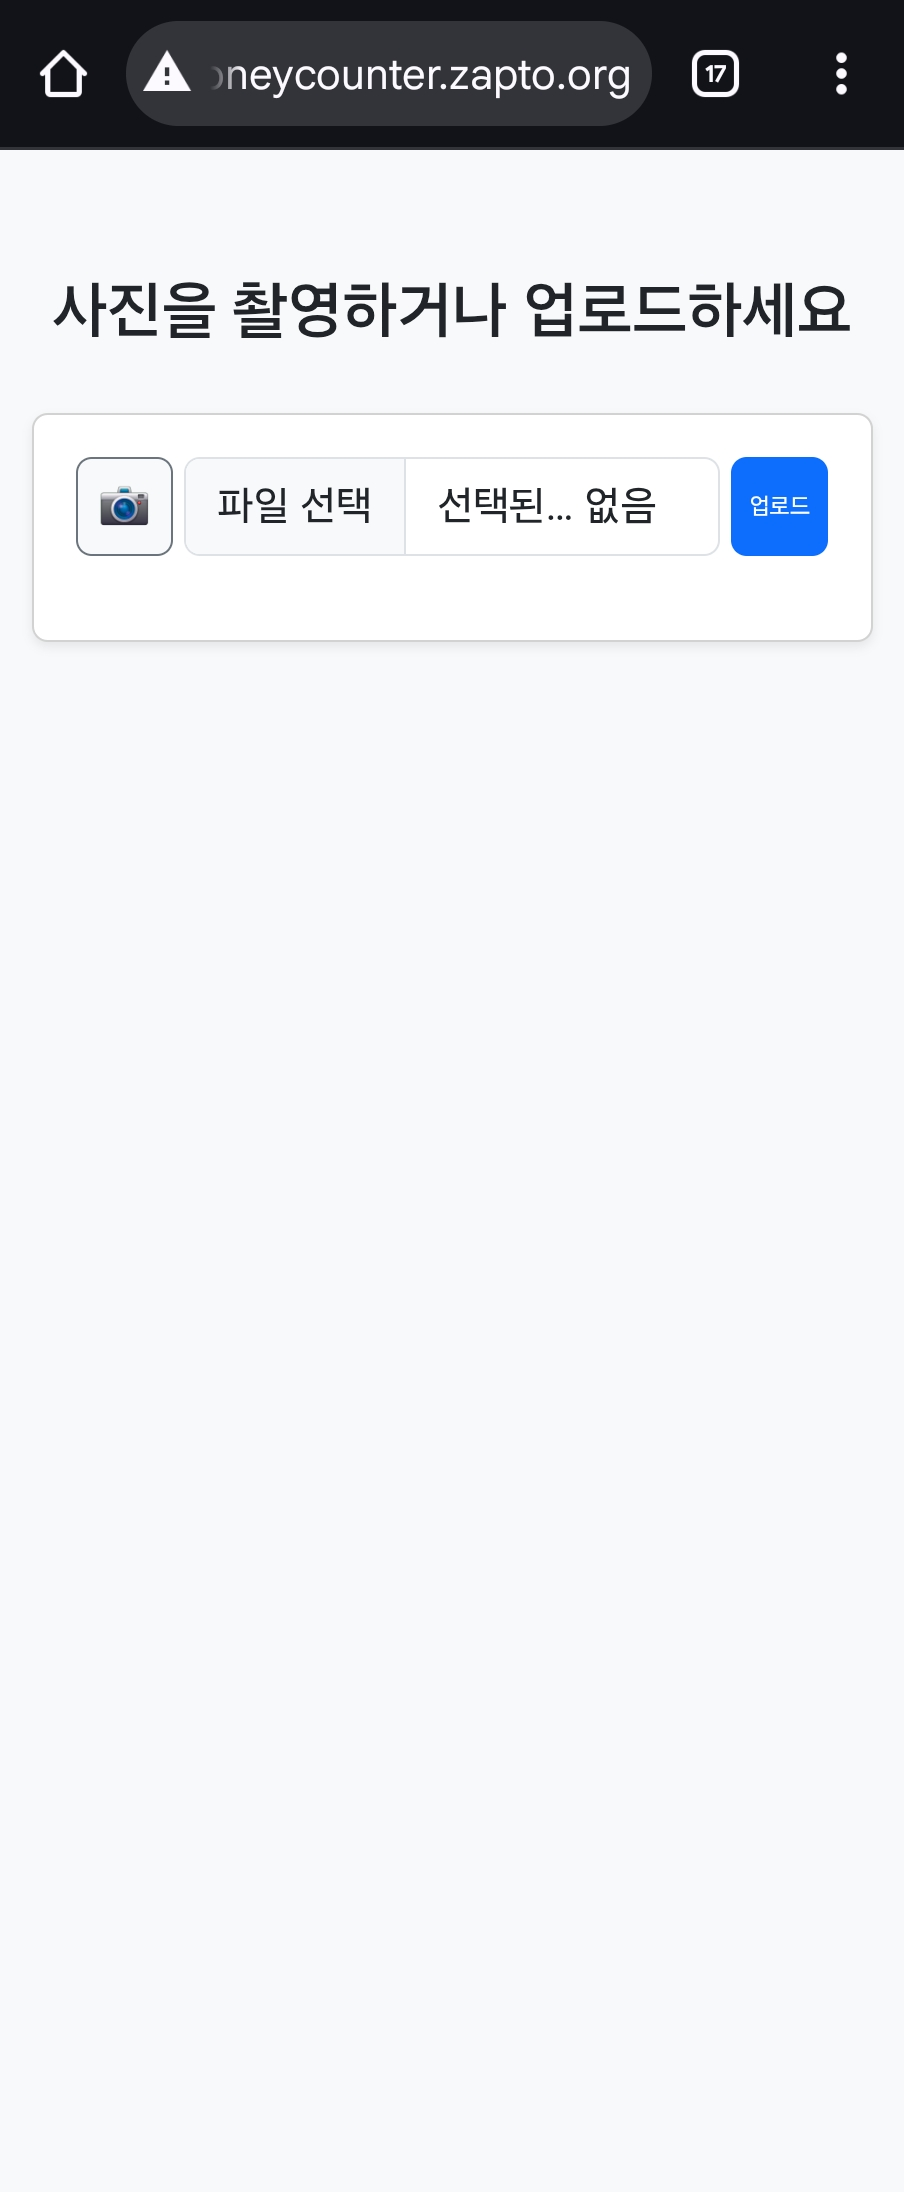 neycounter.zapto.org
17
사진을 촬영하거나 업로드하세요
파일 선택
선택된... 없음
업로드